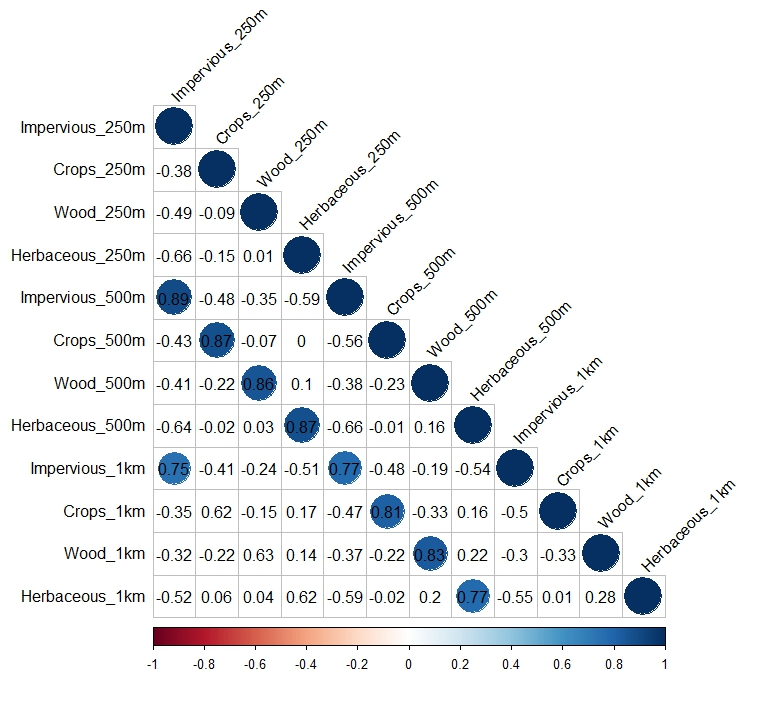 Impervious_250m
Crops_250m
Wood_250m
Herbaceous_250m
Impervious_500m
Crops_500m
Wood_500m
Herbaceous_500m
Impervious_1km
Crops_1km
Wood_1km
Herbaceous_1km
Impervious_250m
Crops_250m -0.38
Wood_250m -0.49 -0.09
Herbaceous_250m -0.66 -0.15 0.01
Impervious_500m 0.89 -0.48 -0.35 -0.59
Crops_500m -0.43 0.87 -0.07 0 -0.56
Wood_500m -0.41 -0.22 0.86 0.1 -0.38 -0.23
Herbaceous_500m -0.64 -0.02 0.03 0.87 -0.66 -0.01 0.16
Impervious_1km 0.75 -0.41 -0.24 -0.51 0.77 -0.48 -0.19 -0.54
Crops_1km -0.35 0.62 -0.15 0.17 -0.47 0.81 -0.33 0.16 -0.5
Wood_1km -0.32 -0.22 0.63 0.14 -0.37 -0.22 0.83 0.22 -0.3 -0.33
Herbaceous_1km -0.52 0.06 0.04 0.62 -0.59 -0.02 0.2 0.77 -0.55 0.01 0.28
-1 -0.8 -0.6 -0.4 -0.2 0 0.2 0.4 0.6 0.8 1